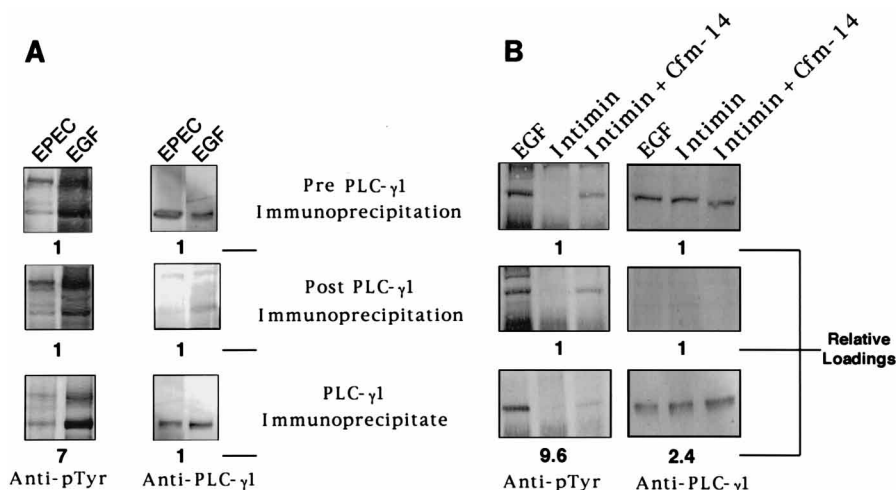 A
B
EPEC
EGF
EPEC
EGF
EGF
Intimin
Intimin + Cfm-14
EGF
Intimin
Intimin + Cfm-14
Pre PLC-γ1
Immunoprecipitation
1
1
1
1
Post PLC-γ1
Immunoprecipitation
1
1
1
1
Relative
Loadings
PLC-γ1
Immunoprecipitate
7
1
9.6
2.4
Anti-pTyr
Anti-PLC-γ1
Anti-pTyr
Anti-PLC-γ1